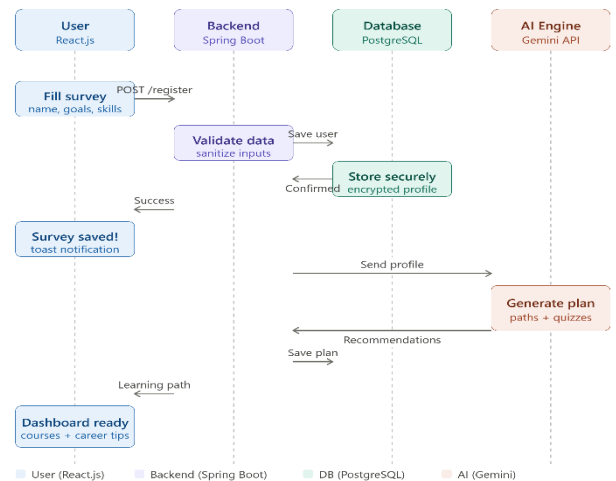 User
React.js
Backend
Spring Boot
Database
PostgreSQL
AI Engine
Gemini API
Fill survey
name, goals, skills
POST /register
Validate data
sanitize inputs
Save user
Store securely
encrypted profile
Confirmed
Success
Survey saved!
toast notification
Send profile
Generate plan
paths + quizzes
Recommendations
Save plan
Learning path
Dashboard ready
courses + career tips
User (React.js)
Backend (Spring Boot)
DB (PostgreSQL)
AI (Gemini)